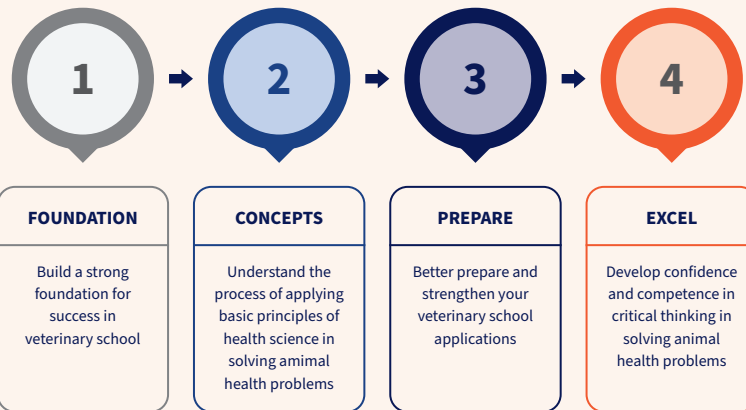 1
2
3
4
FOUNDATION
Build a strong
foundation for
success in
veterinary school
CONCEPTS
Understand the
process of applying
basic principles of
health science in
solving amimal
health problems
PREPARE
Better prepare and
strengthen your
veterinary school
applications
EXCEL
Develop confidence
and competence in
critical thinking in
solving animal
health problems